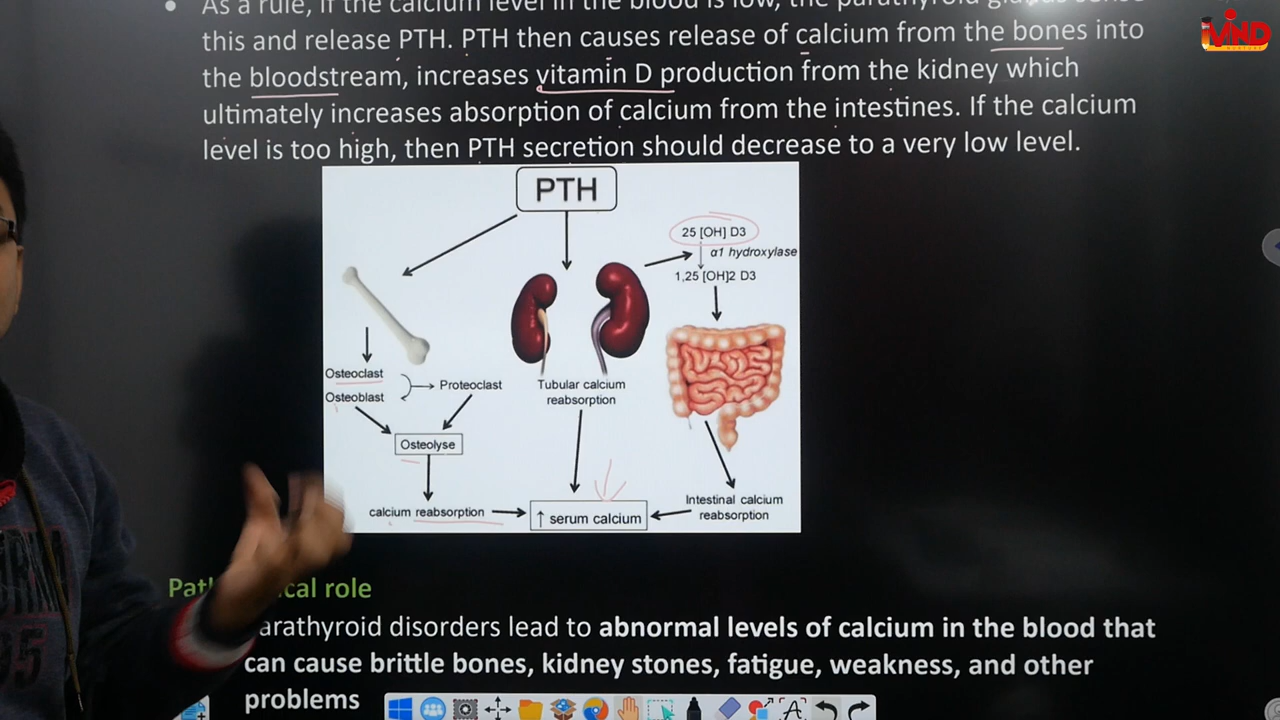 As a rule, if the calcium level in the blood is low, the parathyroid glands sense
this and release PTH. PTH then causes release of calcium from the bones into
the bloodstream, increases vitamin D production from the kidney which
ultimately increases absorption of calcium from the intestines. If the calcium
level is too high, then PTH secretion should decrease to a very low level.
PTH
25 [OH] D3
α1 hydroxylase
1,25 [OH]2 D3
Osteoclast
Osteoblast
Proteoclast
Tubular calcium
reabsorption
Osteolyse
calcium reabsorption
↑ serum calcium
Intestinal calcium
reabsorption
cal role
arathyroid disorders lead to abnormal levels of calcium in the blood that
can cause brittle bones, kidney stones, fatigue, weakness, and other
problems